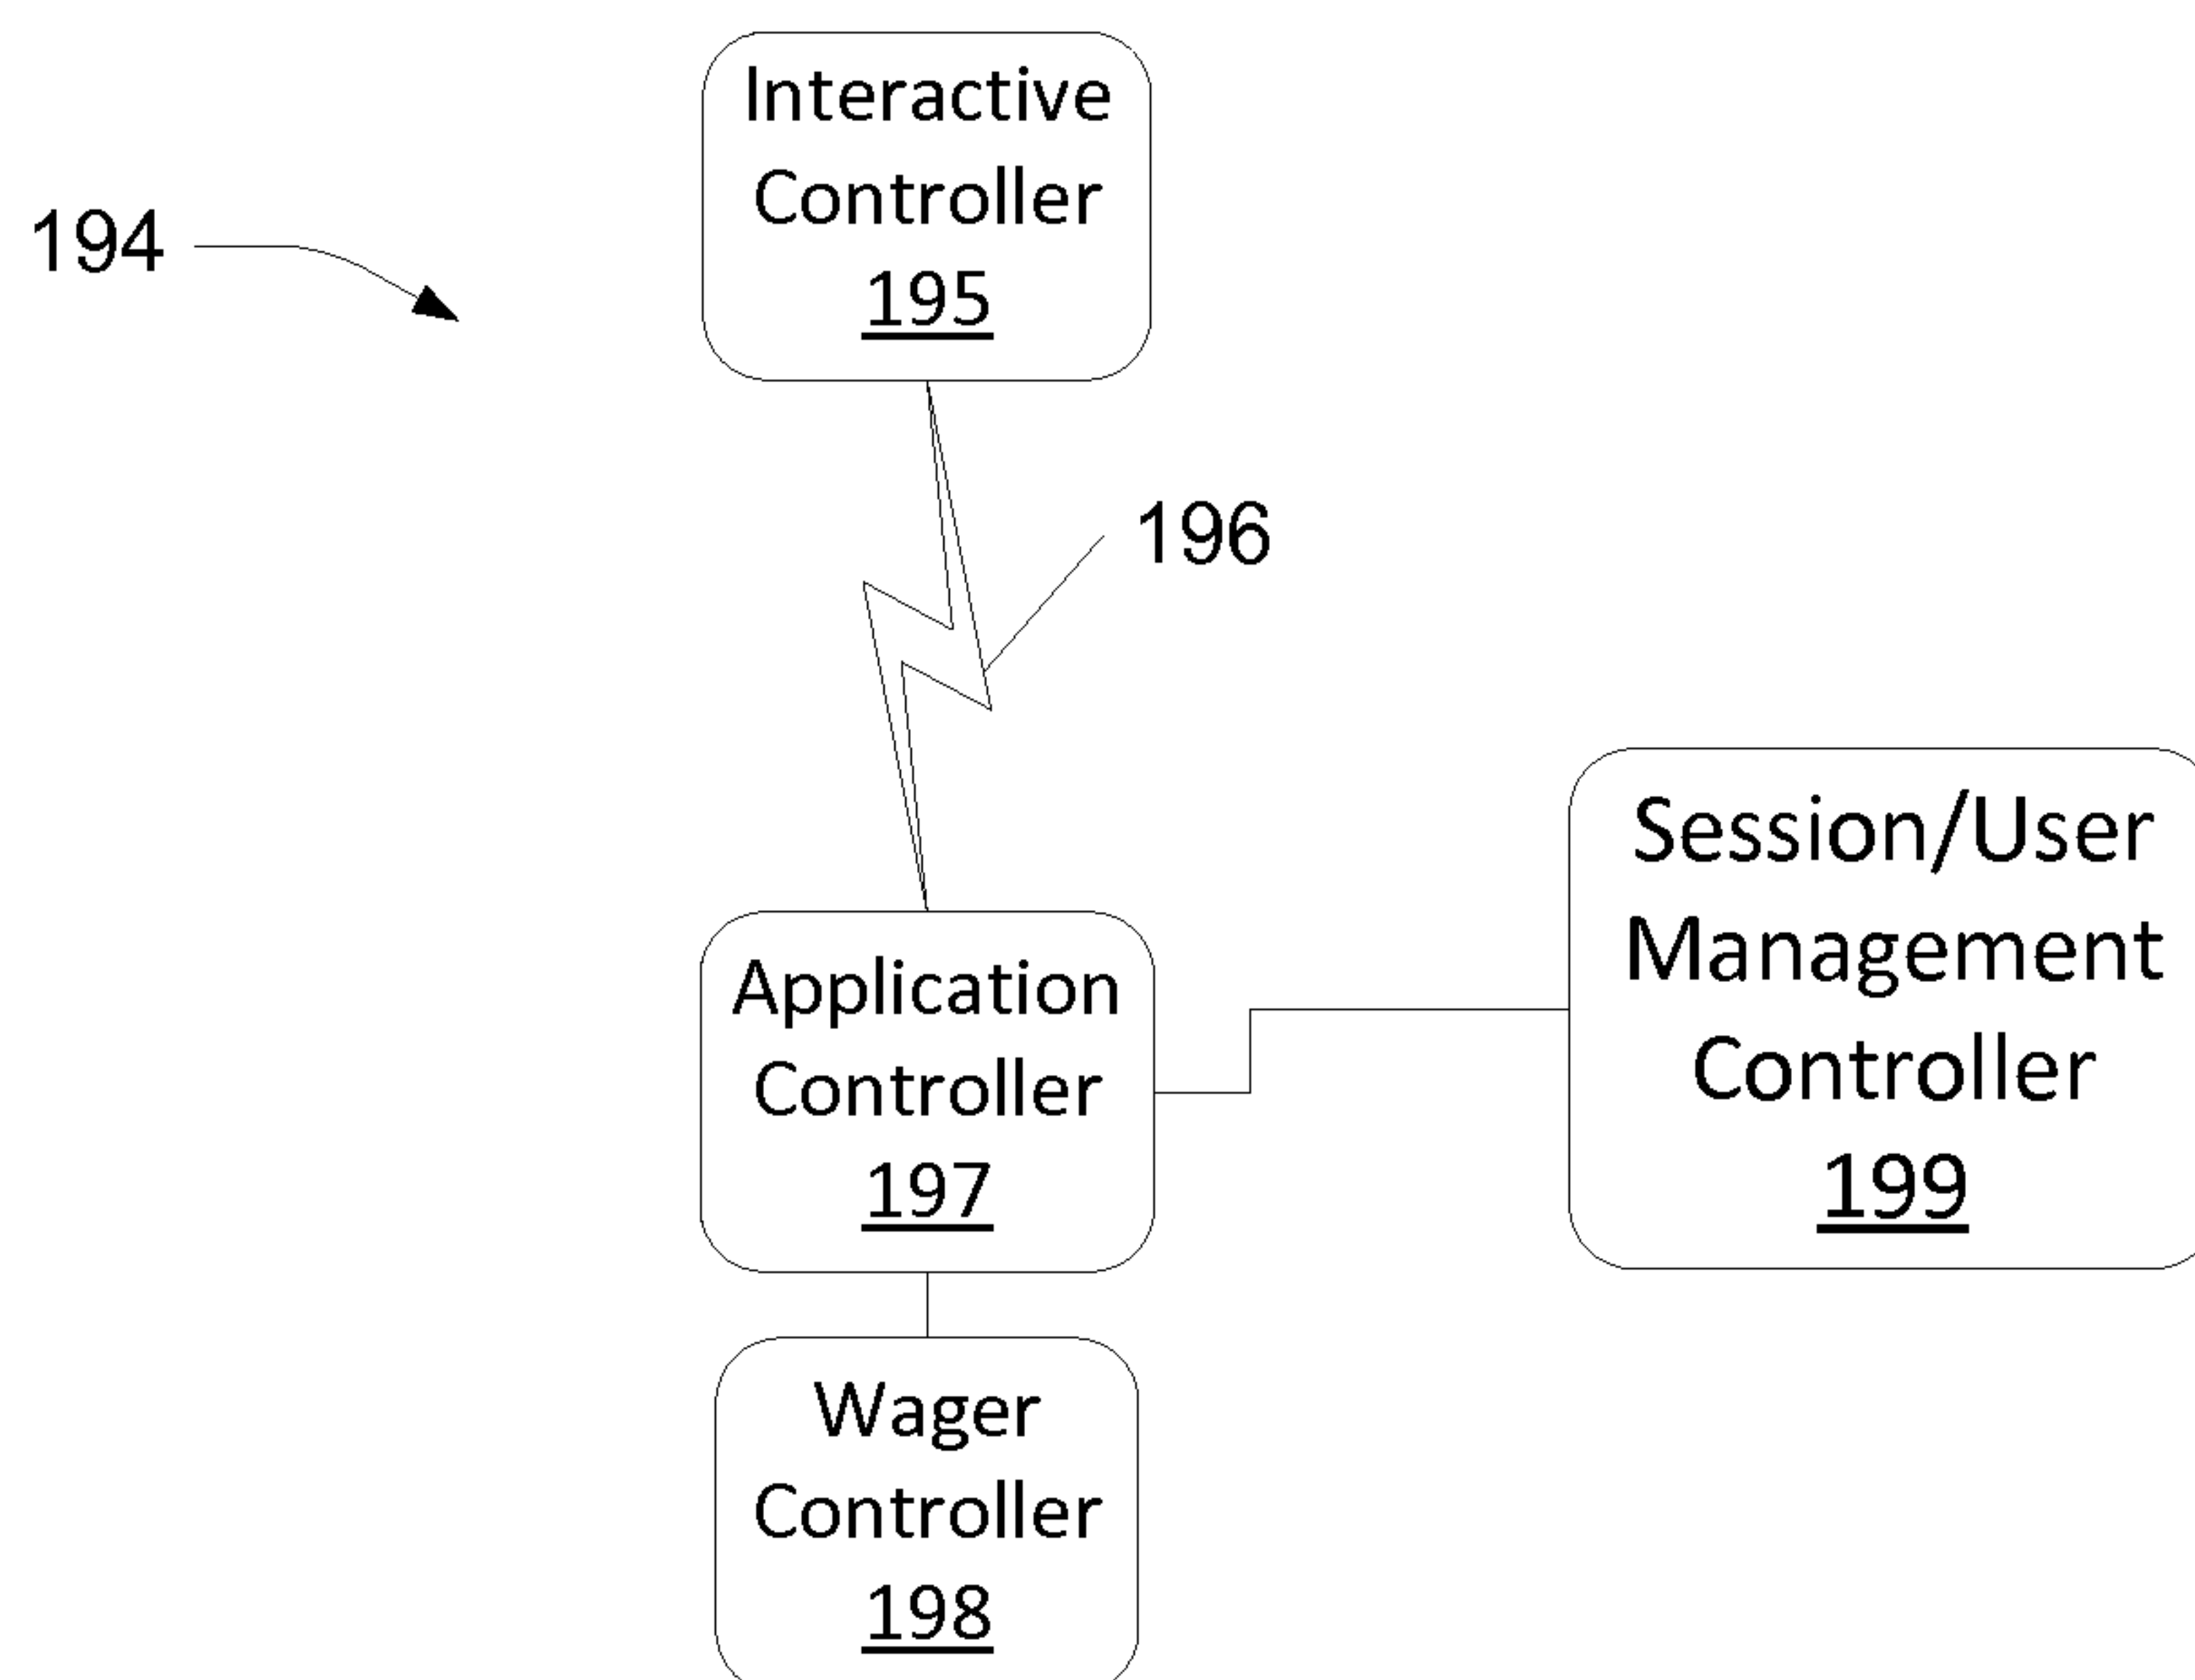 Interactive
Controller
195
194
196
Application
Controller
197
Session/User
Management
Controller
199
Wager
Controller
198